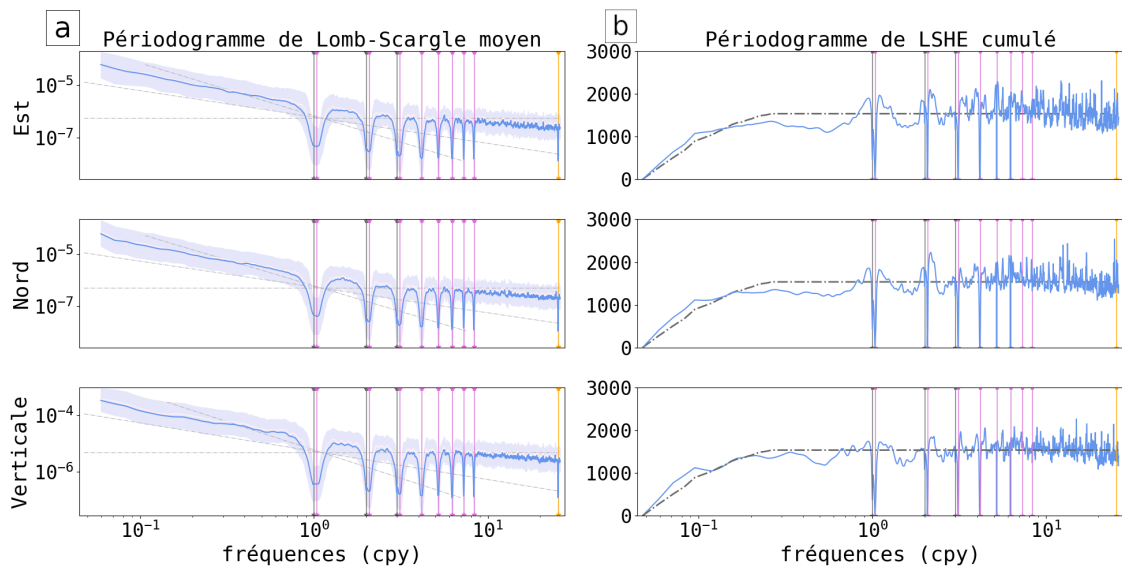 a
Périodogramme de Lomb-Scargle moyen
b
Périodogramme de LSHE cumulé
Est
10⁻⁵
10⁻⁷
3000
2000
1000
0
Nord
10⁻⁵
10⁻⁷
3000
2000
1000
0
Verticale
10⁻⁴
10⁻⁶
3000
2000
1000
0
10⁻¹ 10⁰ 10¹
10⁻¹ 10⁰ 10¹
fréquences (cpy)
fréquences (cpy)